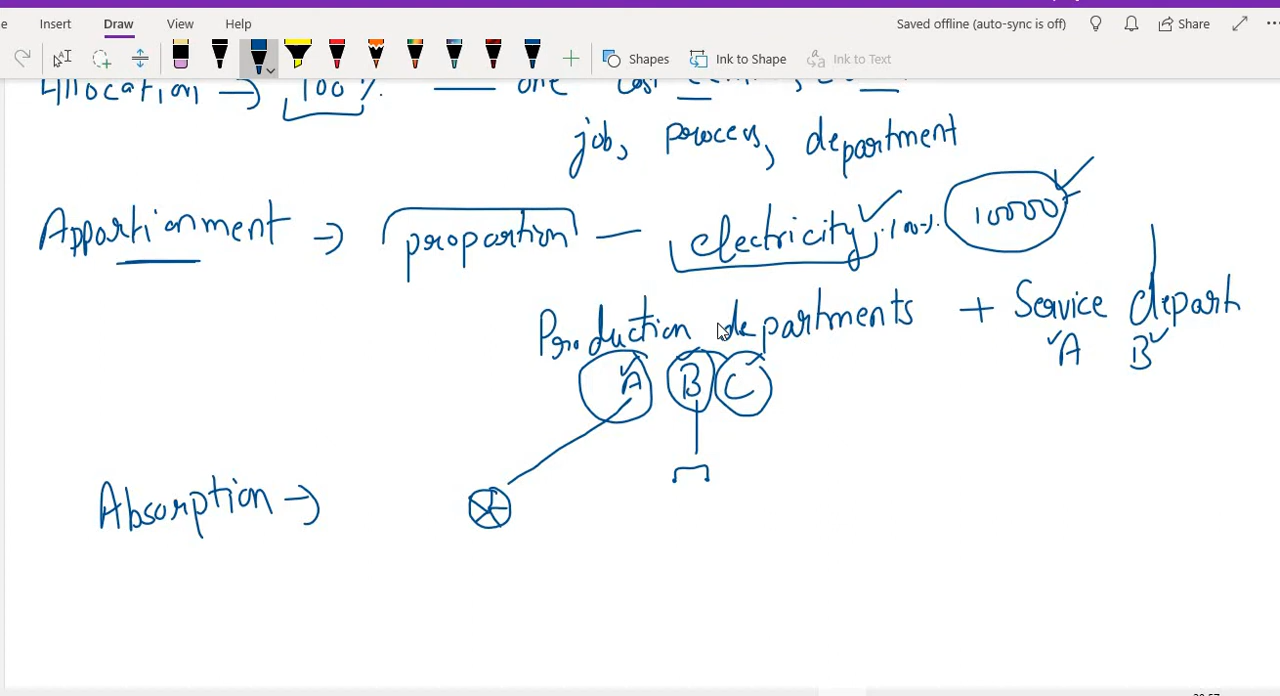 Insert Draw View Help Saved offline (auto-sync is off) Share
Shapes Ink to Shape Ink to Text
Allocation → 100% — one cost
job, process, department
Apportionment → proportion — electricity 100% 10000
Production departments + Service depart
A B C A B
Absorption →